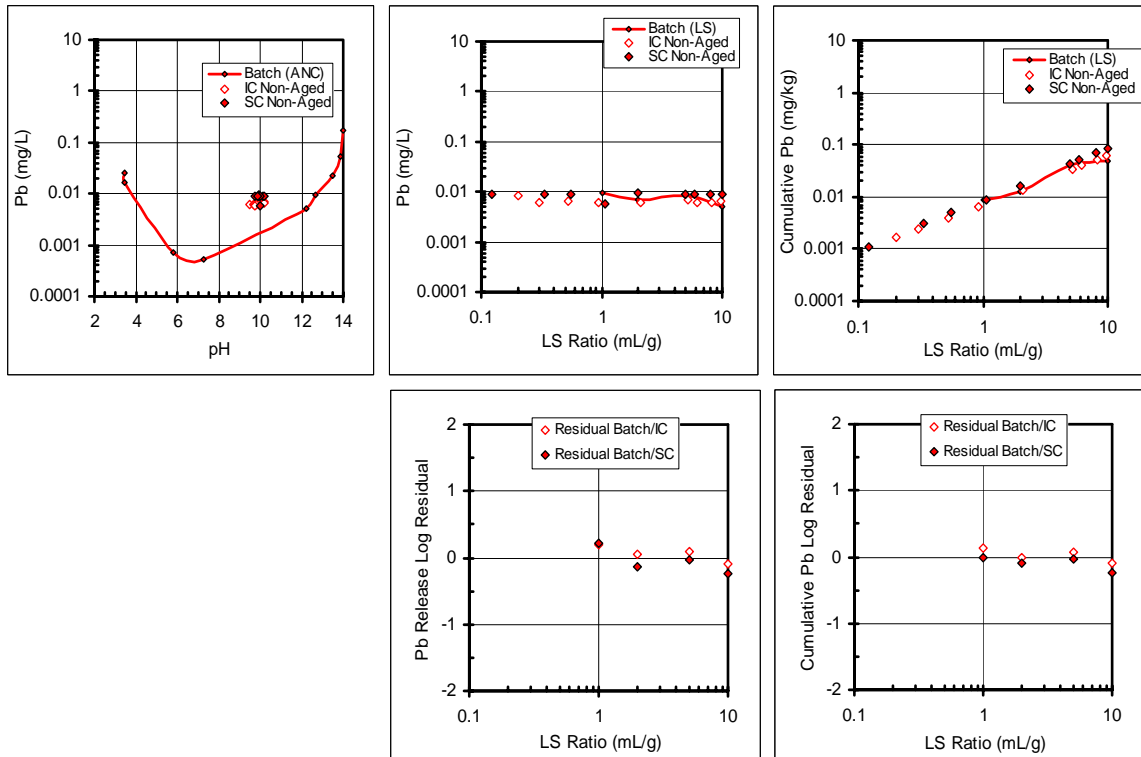 10
1
0.1
0.01
0.001
0.0001
2 4 6 8 10 12 14
pH
Pb (mg/L)
Batch (ANC)
IC Non-Aged
SC Non-Aged
10
1
0.1
0.01
0.001
0.0001
0.1 1 10
LS Ratio (mL/g)
Pb (mg/L)
Batch (LS)
IC Non-Aged
SC Non-Aged
10
1
0.1
0.01
0.001
0.0001
0.1 1 10
LS Ratio (mL/g)
Cumulative Pb (mg/kg)
Batch (LS)
IC Non-Aged
SC Non-Aged
2
1
0
-1
-2
0.1 1 10
LS Ratio (mL/g)
Pb Release Log Residual
Residual Batch/IC
Residual Batch/SC
2
1
0
-1
-2
0.1 1 10
LS Ratio (mL/g)
Cumulative Pb Log Residual
Residual Batch/IC
Residual Batch/SC